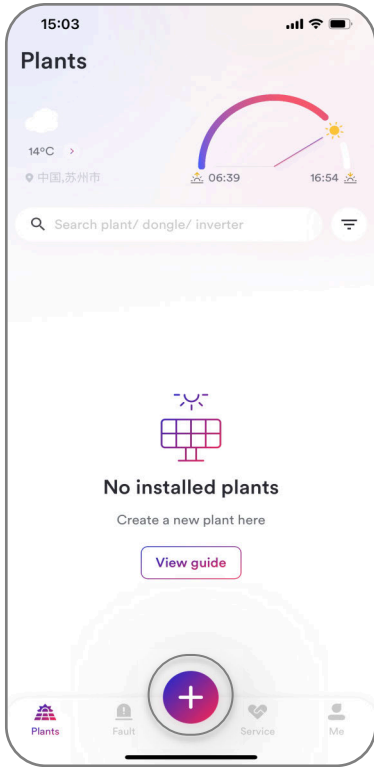 15:03
Plants
14°C >
中国,苏州市
06:39
16:54
Search plant/ dongle/ inverter
No installed plants
Create a new plant here
View guide
Plants
Fault
Service
Me